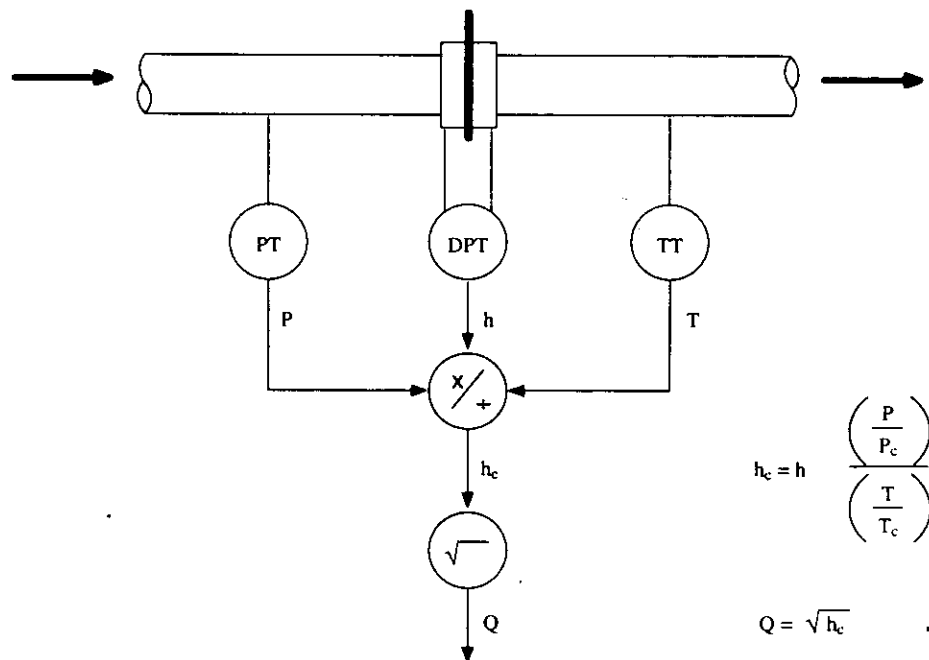 PT DPT TT
P h T
x/+
h_c
h_c = h (P/P_c) / (T/T_c)
√
Q
Q = √h_c